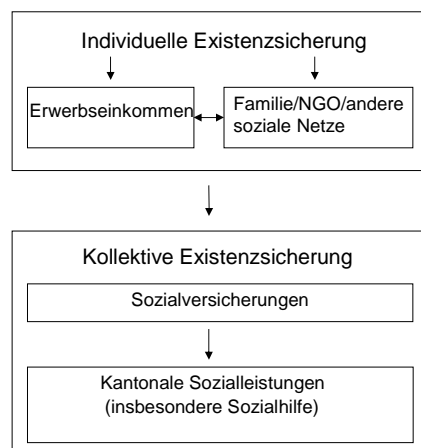 Individuelle Existenzsicherung
Erwerbseinkommen
Familie/NGO/andere
soziale Netze
Kollektive Existenzsicherung
Sozialversicherungen
Kantonale Sozialleistungen
(insbesondere Sozialhilfe)